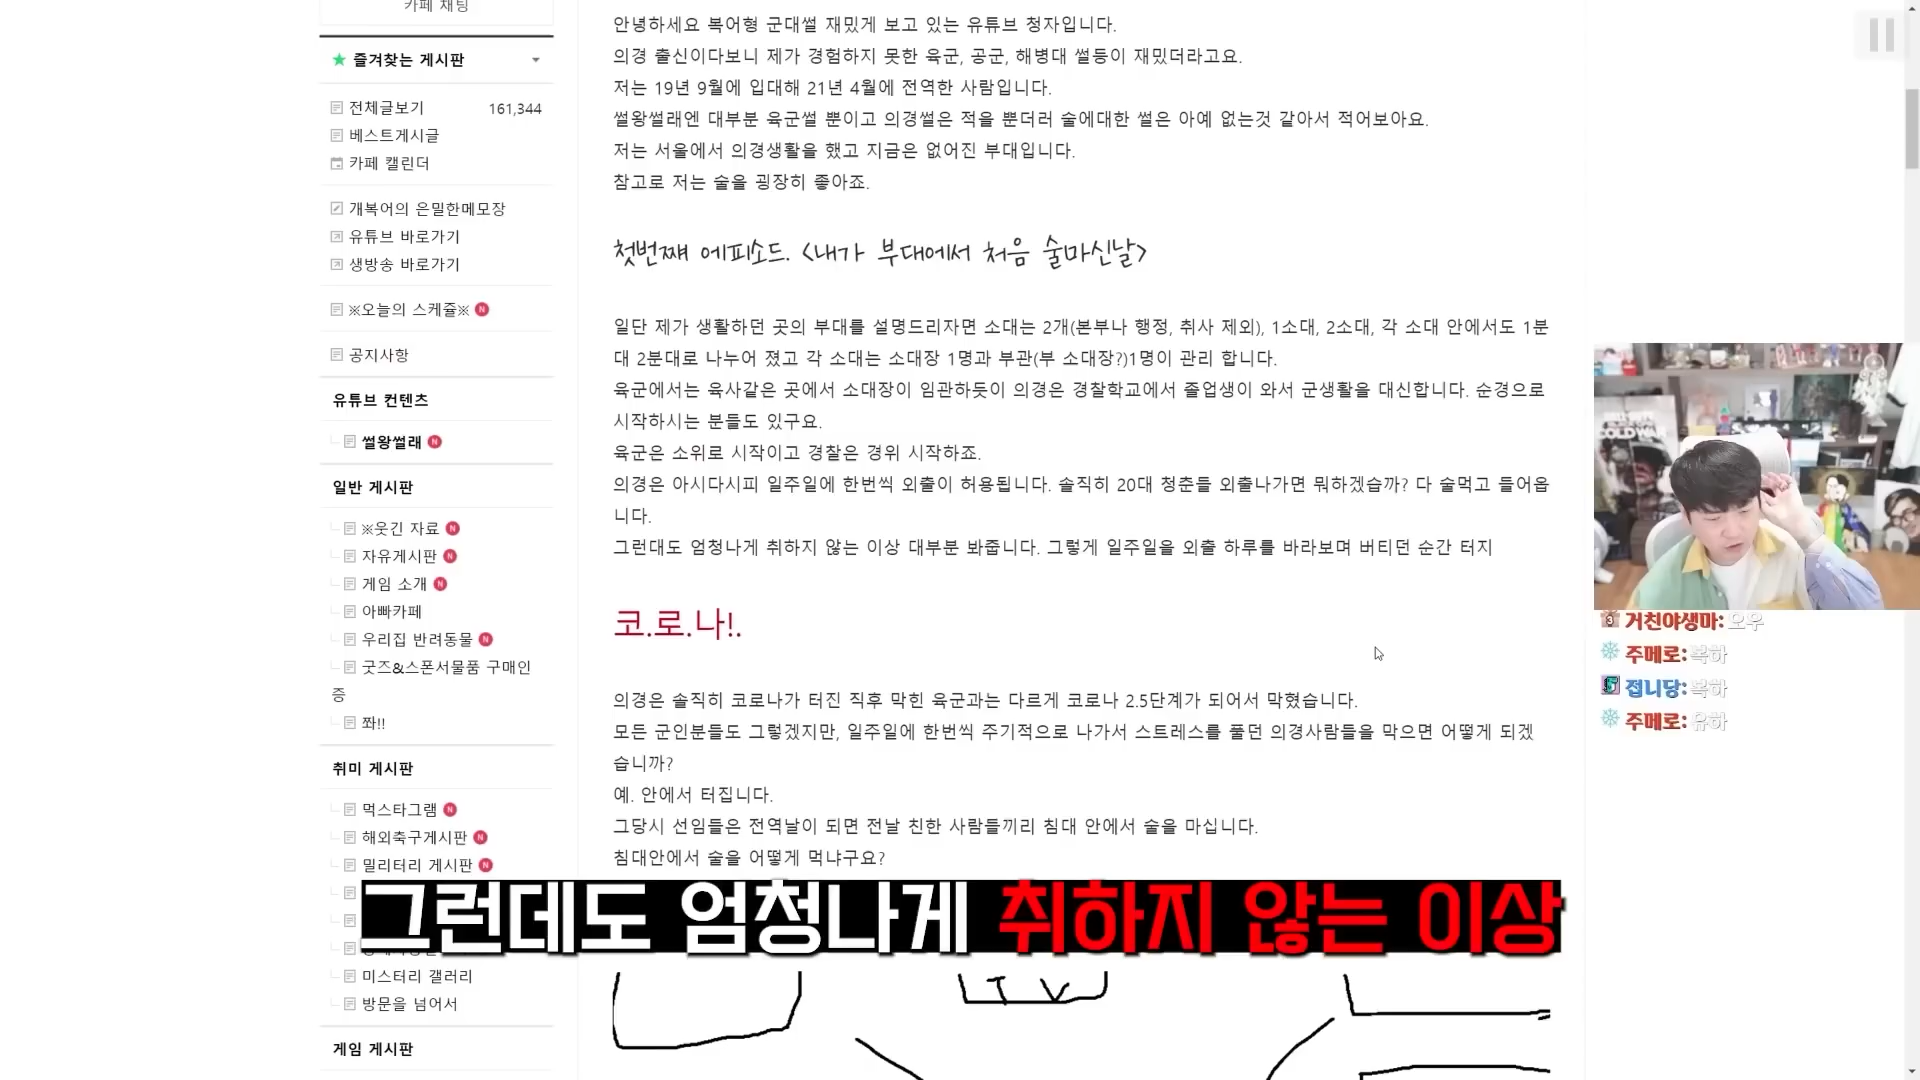 카페 채팅
즐겨찾는 게시판
전체글보기 161,344
베스트게시글
카페 캘린더
개복어의 은밀한메모장
유튜브 바로가기
생방송 바로가기
※오늘의 스케쥴※ N
공지사항
유튜브 컨텐츠
썰왕썰래 N
일반 게시판
※웃긴 자료 N
자유게시판 N
게임 소개 N
아빠카페
우리집 반려동물 N
굿즈&스폰서물품 구매인
증
쫘!!
취미 게시판
먹스타그램 N
해외축구게시판 N
밀리터리 게시판 N
미스터리 갤러리
방문을 넘어서
게임 게시판
안녕하세요 복어형 군대썰 재밌게 보고 있는 유튜브 청자입니다.
의경 출신이다보니 제가 경험하지 못한 육군, 공군, 해병대 썰등이 재밌더라고요.
저는 19년 9월에 입대해 21년 4월에 전역한 사람입니다.
썰왕썰래엔 대부분 육군썰 뿐이고 의경썰은 적을 뿐더러 술에대한 썰은 아예 없는것 같아서 적어보아요.
저는 서울에서 의경생활을 했고 지금은 없어진 부대입니다.
참고로 저는 술을 굉장히 좋아죠.
첫번째 에피소드. <내가 부대에서 처음 술마신날>
일단 제가 생활하던 곳의 부대를 설명드리자면 소대는 2개(본부나 행정, 취사 제외), 1소대, 2소대, 각 소대 안에서도 1분
대 2분대로 나누어 졌고 각 소대는 소대장 1명과 부관(부 소대장?)1명이 관리 합니다.
육군에서는 육사같은 곳에서 소대장이 임관하듯이 의경은 경찰학교에서 졸업생이 와서 군생활을 대신합니다. 순경으로
시작하시는 분들도 있구요.
육군은 소위로 시작이고 경찰은 경위 시작하죠.
의경은 아시다시피 일주일에 한번씩 외출이 허용됩니다. 솔직히 20대 청춘들 외출나가면 뭐하겠습까? 다 술먹고 들어옵
니다.
그런대도 엄청나게 취하지 않는 이상 대부분 봐줍니다. 그렇게 일주일을 외출 하루를 바라보며 버티던 순간 터지
코.로.나!.
의경은 솔직히 코로나가 터진 직후 막힌 육군과는 다르게 코로나 2.5단계가 되어서 막혔습니다.
모든 군인분들도 그렇겠지만, 일주일에 한번씩 주기적으로 나가서 스트레스를 풀던 의경사람들을 막으면 어떻게 되겠
습니까?
예. 안에서 터집니다.
그당시 선임들은 전역날이 되면 전날 친한 사람들끼리 침대 안에서 술을 마십니다.
침대안에서 술을 어떻게 먹냐구요?
그런데도 엄청나게 취하지 않는 이상
TV
거친야생마: 오우
주메로: 복하
접니당: 복하
주메로: 유하